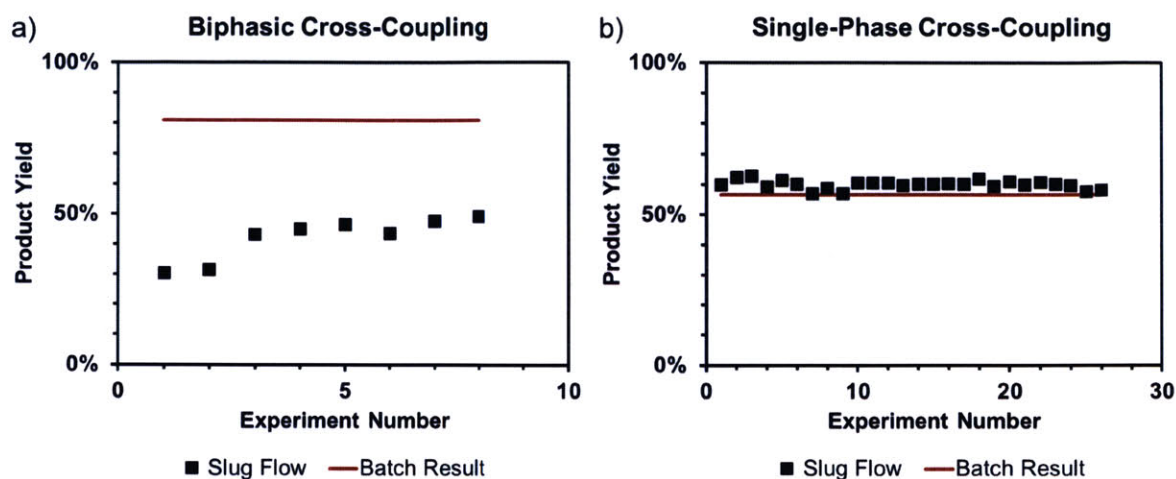 a)
Biphasic Cross-Coupling
100%
50%
0%
Product Yield
0
5
10
Experiment Number
Slug Flow
Batch Result
b)
Single-Phase Cross-Coupling
100%
50%
0%
Product Yield
0
10
20
30
Experiment Number
Slug Flow
Batch Result